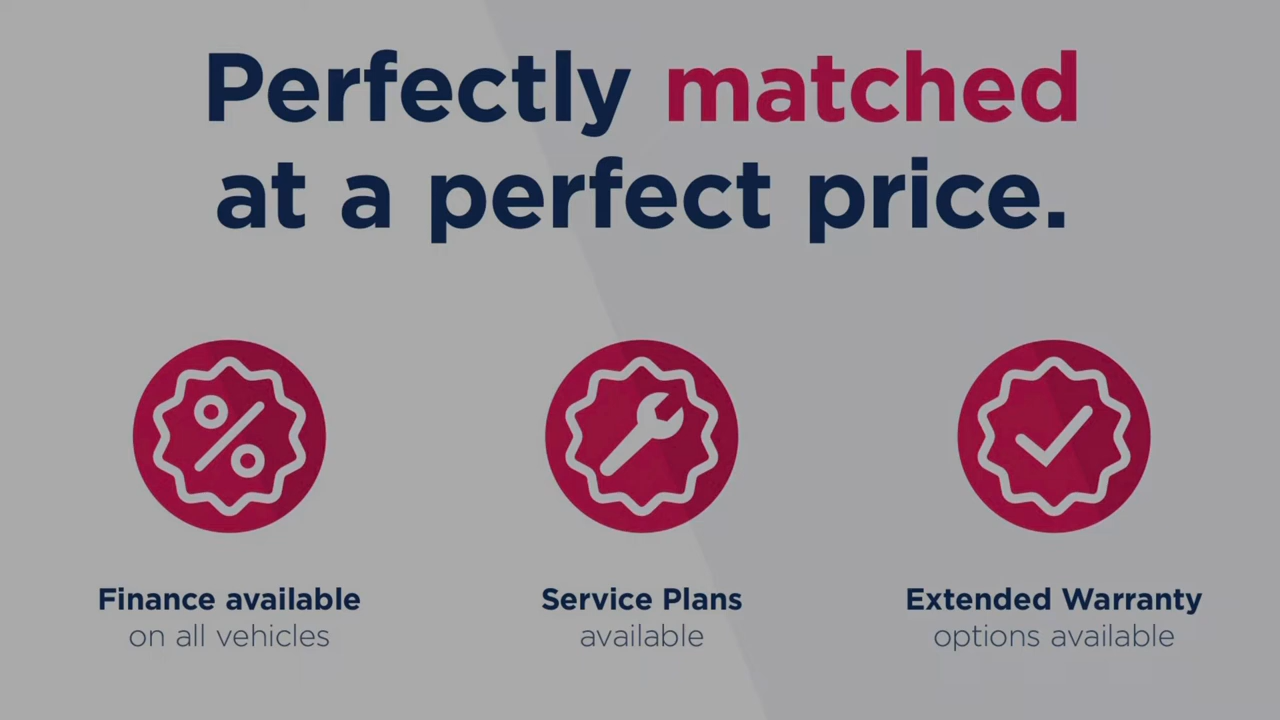 Perfectly matched
at a perfect price.
Finance available
on all vehicles
Service Plans
available
Extended Warranty
options available